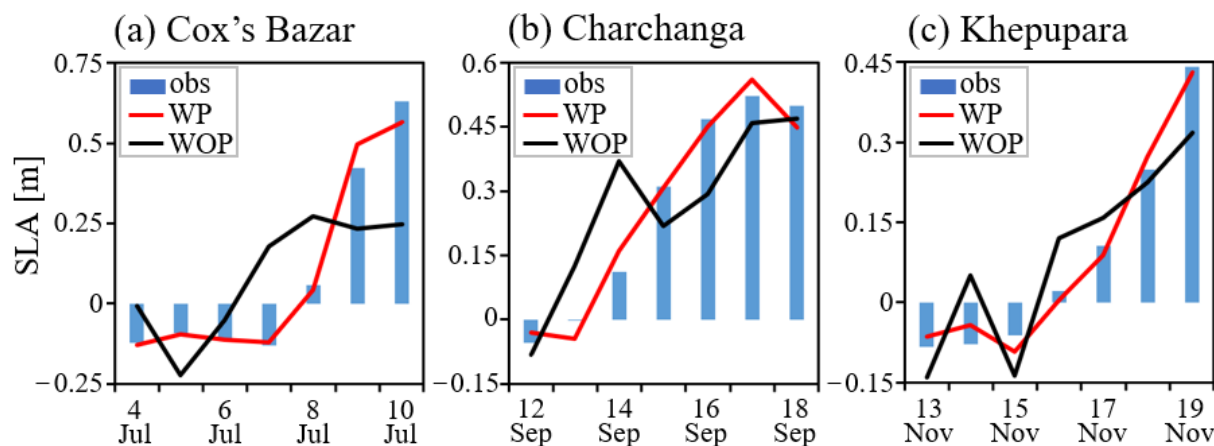 (a) Cox's Bazar
0.75
0.5
0.25
0
−0.25
SLA [m]
obs
WP
WOP
4 6 8 10
Jul Jul Jul Jul
(b) Charchanga
0.6
0.45
0.3
0.15
0
−0.15
obs
WP
WOP
12 14 16 18
Sep Sep Sep Sep
(c) Khepupara
0.45
0.3
0.15
0
−0.15
obs
WP
WOP
13 15 17 19
Nov Nov Nov Nov